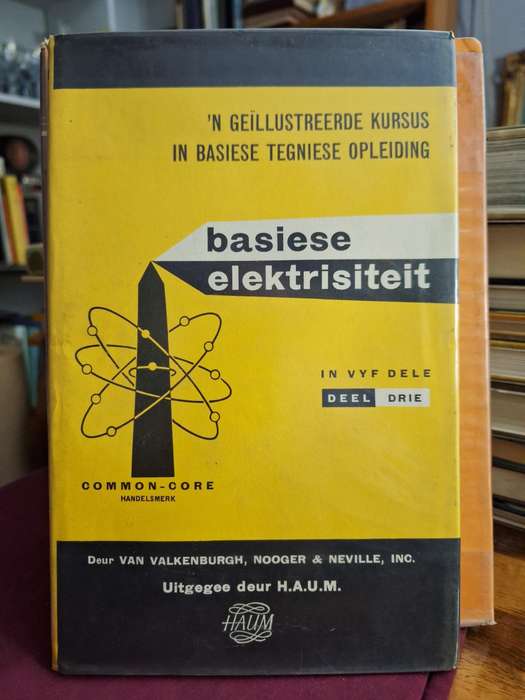 'N GEÏLLUSTREERDE KURSUS
IN BASIESE TEGNIESE OPLEIDING
basiese
elektrisiteit
IN VYF DELE
DEEL DRIE
COMMON-CORE
HANDELSMERK
Deur VAN VALKENBURGH, NOOGER & NEVILLE, INC.
Uitgegee deur H.A.U.M.
HAUM